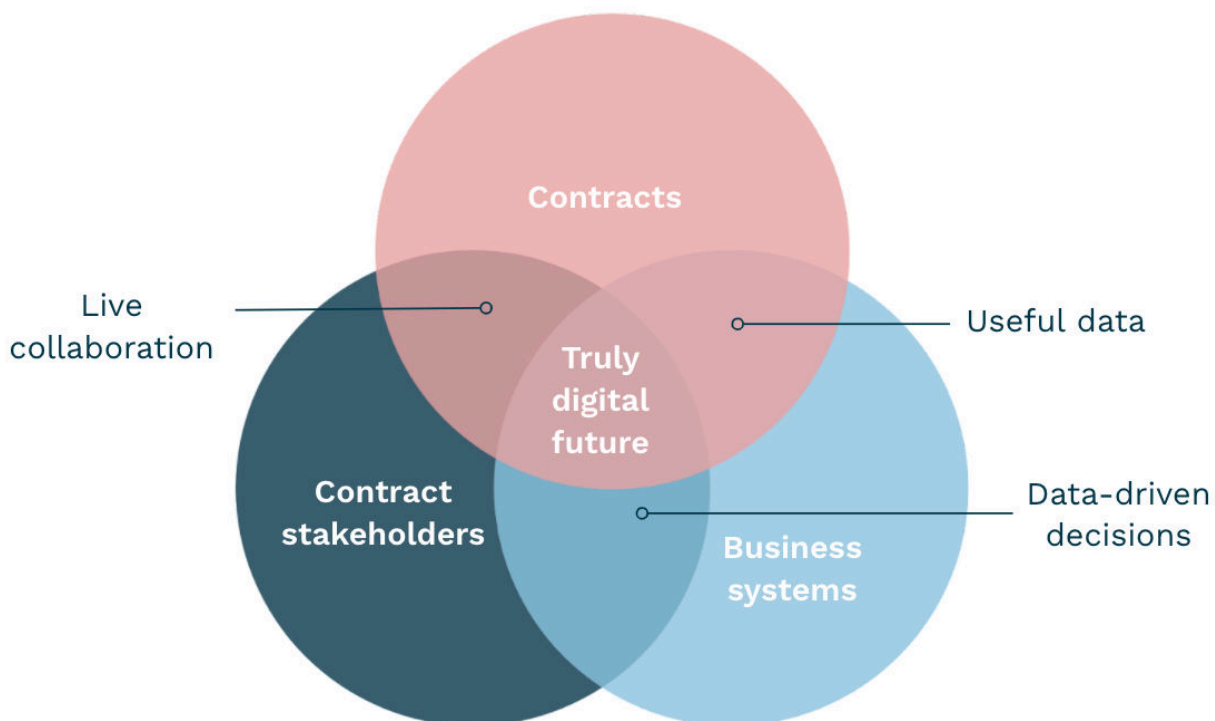 Contracts
Live
collaboration
Useful data
Truly
digital
future
Contract
stakeholders
Data-driven
decisions
Business
systems